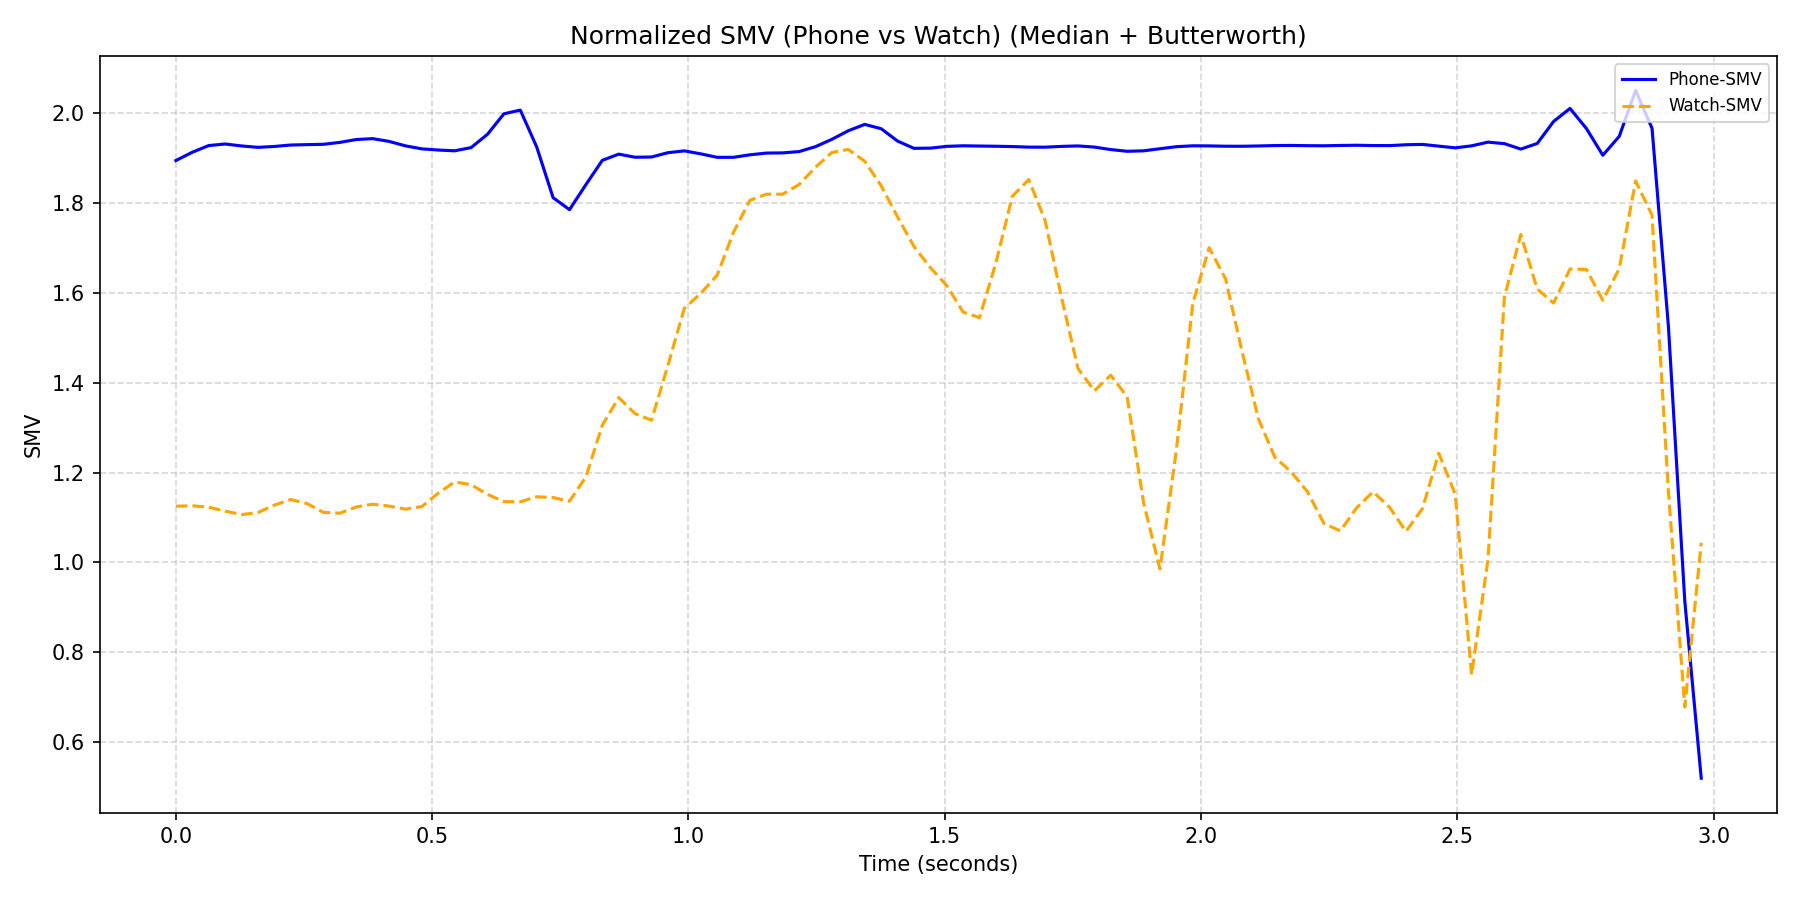 Normalized SMV (Phone vs Watch) (Median + Butterworth)
Phone-SMV
Watch-SMV
2.0
1.8
1.6
1.4
1.2
1.0
0.8
0.6
SMV
0.0 0.5 1.0 1.5 2.0 2.5 3.0
Time (seconds)